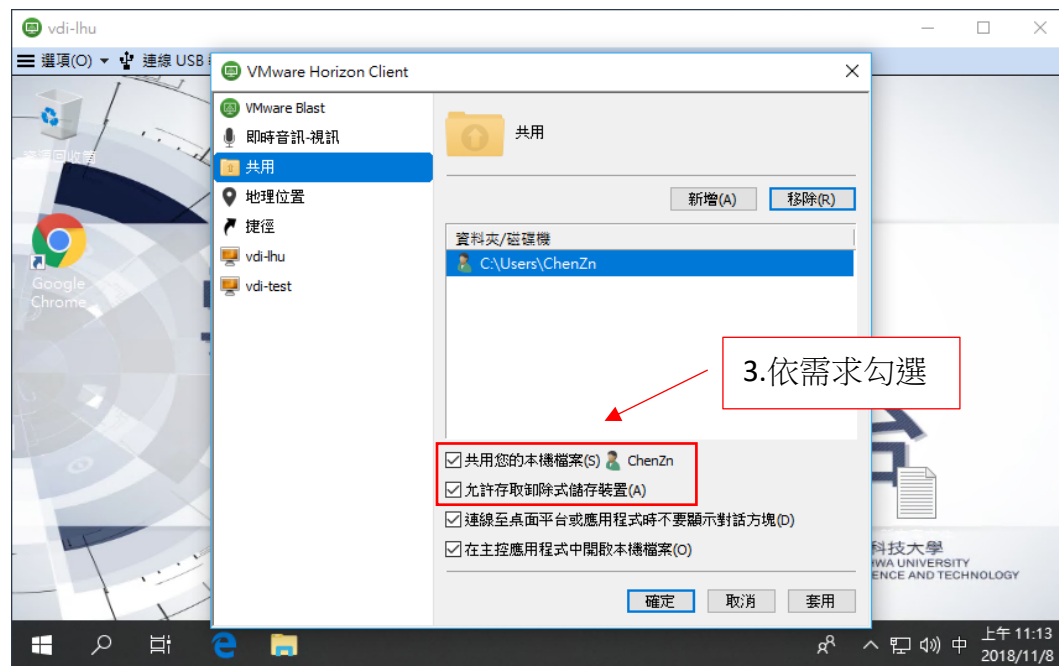 vdi-lhu
選項(O) 連線 USB
VMware Horizon Client
VMware Blast
即時音訊-視訊
共用
地理位置
捷徑
vdi-lhu
vdi-test
共用
新增(A) 移除(R)
資料夾/磁碟機
C:\Users\ChenZn
3.依需求勾選
共用您的本機檔案(S) ChenZn
允許存取卸除式儲存裝置(A)
連線至桌面平台或應用程式時不要顯示對話方塊(D)
在主控應用程式中開啟本機檔案(O)
確定 取消 套用
資源回收筒
Google
Chrome
科技大學
HWA UNIVERSITY
ENCE AND TECHNOLOGY
中
上午 11:13
2018/11/8